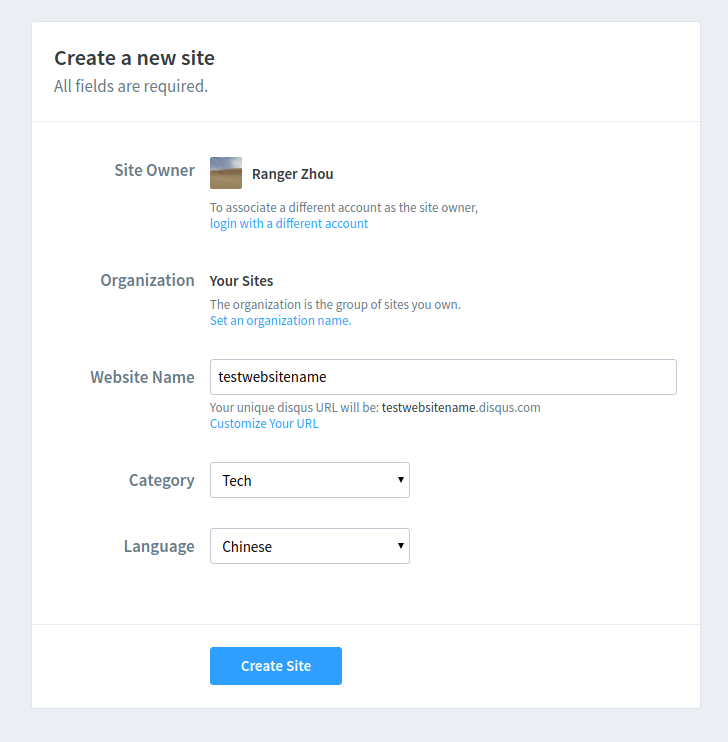 Create a new site
All fields are required.
Site Owner
Ranger Zhou
To associate a different account as the site owner,
login with a different account
Organization
Your Sites
The organization is the group of sites you own.
Set an organization name.
Website Name
testwebsitename
Your unique disqus URL will be: testwebsitename.disqus.com
Customize Your URL
Category
Tech
Language
Chinese
Create Site